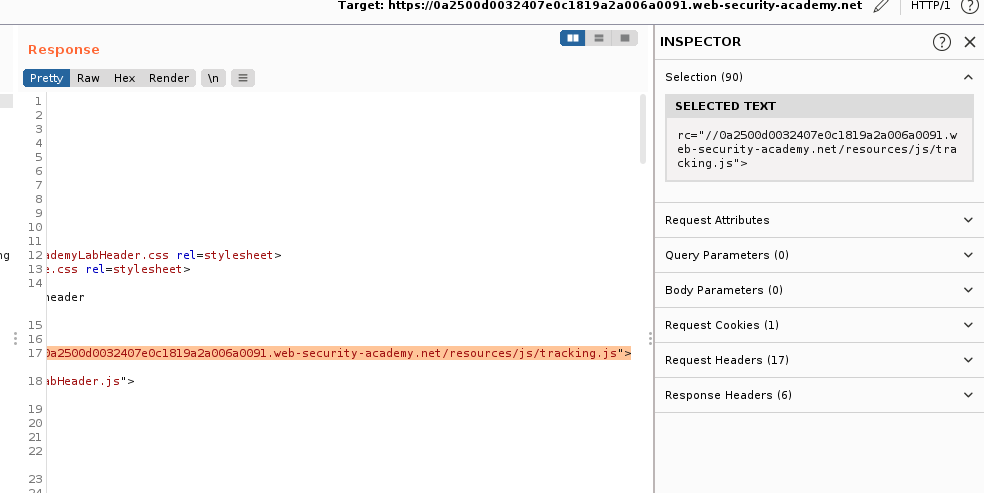 Target: https://0a2500d0032407e0c1819a2a006a0091.web-security-academy.net HTTP/1 ?
Response
Pretty Raw Hex Render \n
1
2
3
4
5
6
7
8
9
10
11
ng 12 ademyLabHeader.css rel=stylesheet>
13 e.css rel=stylesheet>
14
header
15
16
17 0a2500d0032407e0c1819a2a006a0091.web-security-academy.net/resources/js/tracking.js">
18 abHeader.js">
19
20
21
22
23
24
INSPECTOR ?
Selection (90)
SELECTED TEXT
rc="//0a2500d0032407e0c1819a2a006a0091.w
eb-security-academy.net/resources/js/tra
cking.js">
Request Attributes
Query Parameters (0)
Body Parameters (0)
Request Cookies (1)
Request Headers (17)
Response Headers (6)